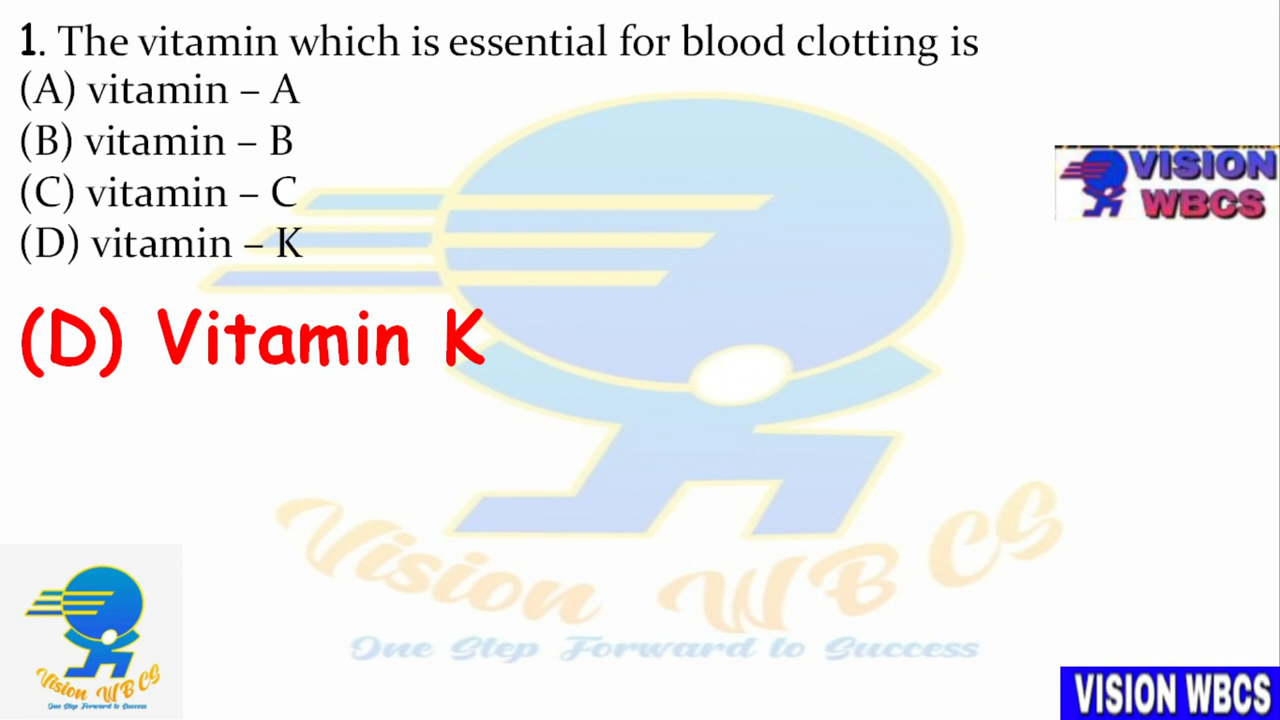 1. The vitamin which is essential for blood clotting is
(A) vitamin – A
(B) vitamin – B
(C) vitamin – C
(D) vitamin – K
(D) Vitamin K
VISION
WBCS
Vision WBCS
One Step Forward to Success
Vision WBCS
One Step Forward to Success
VISION WBCS